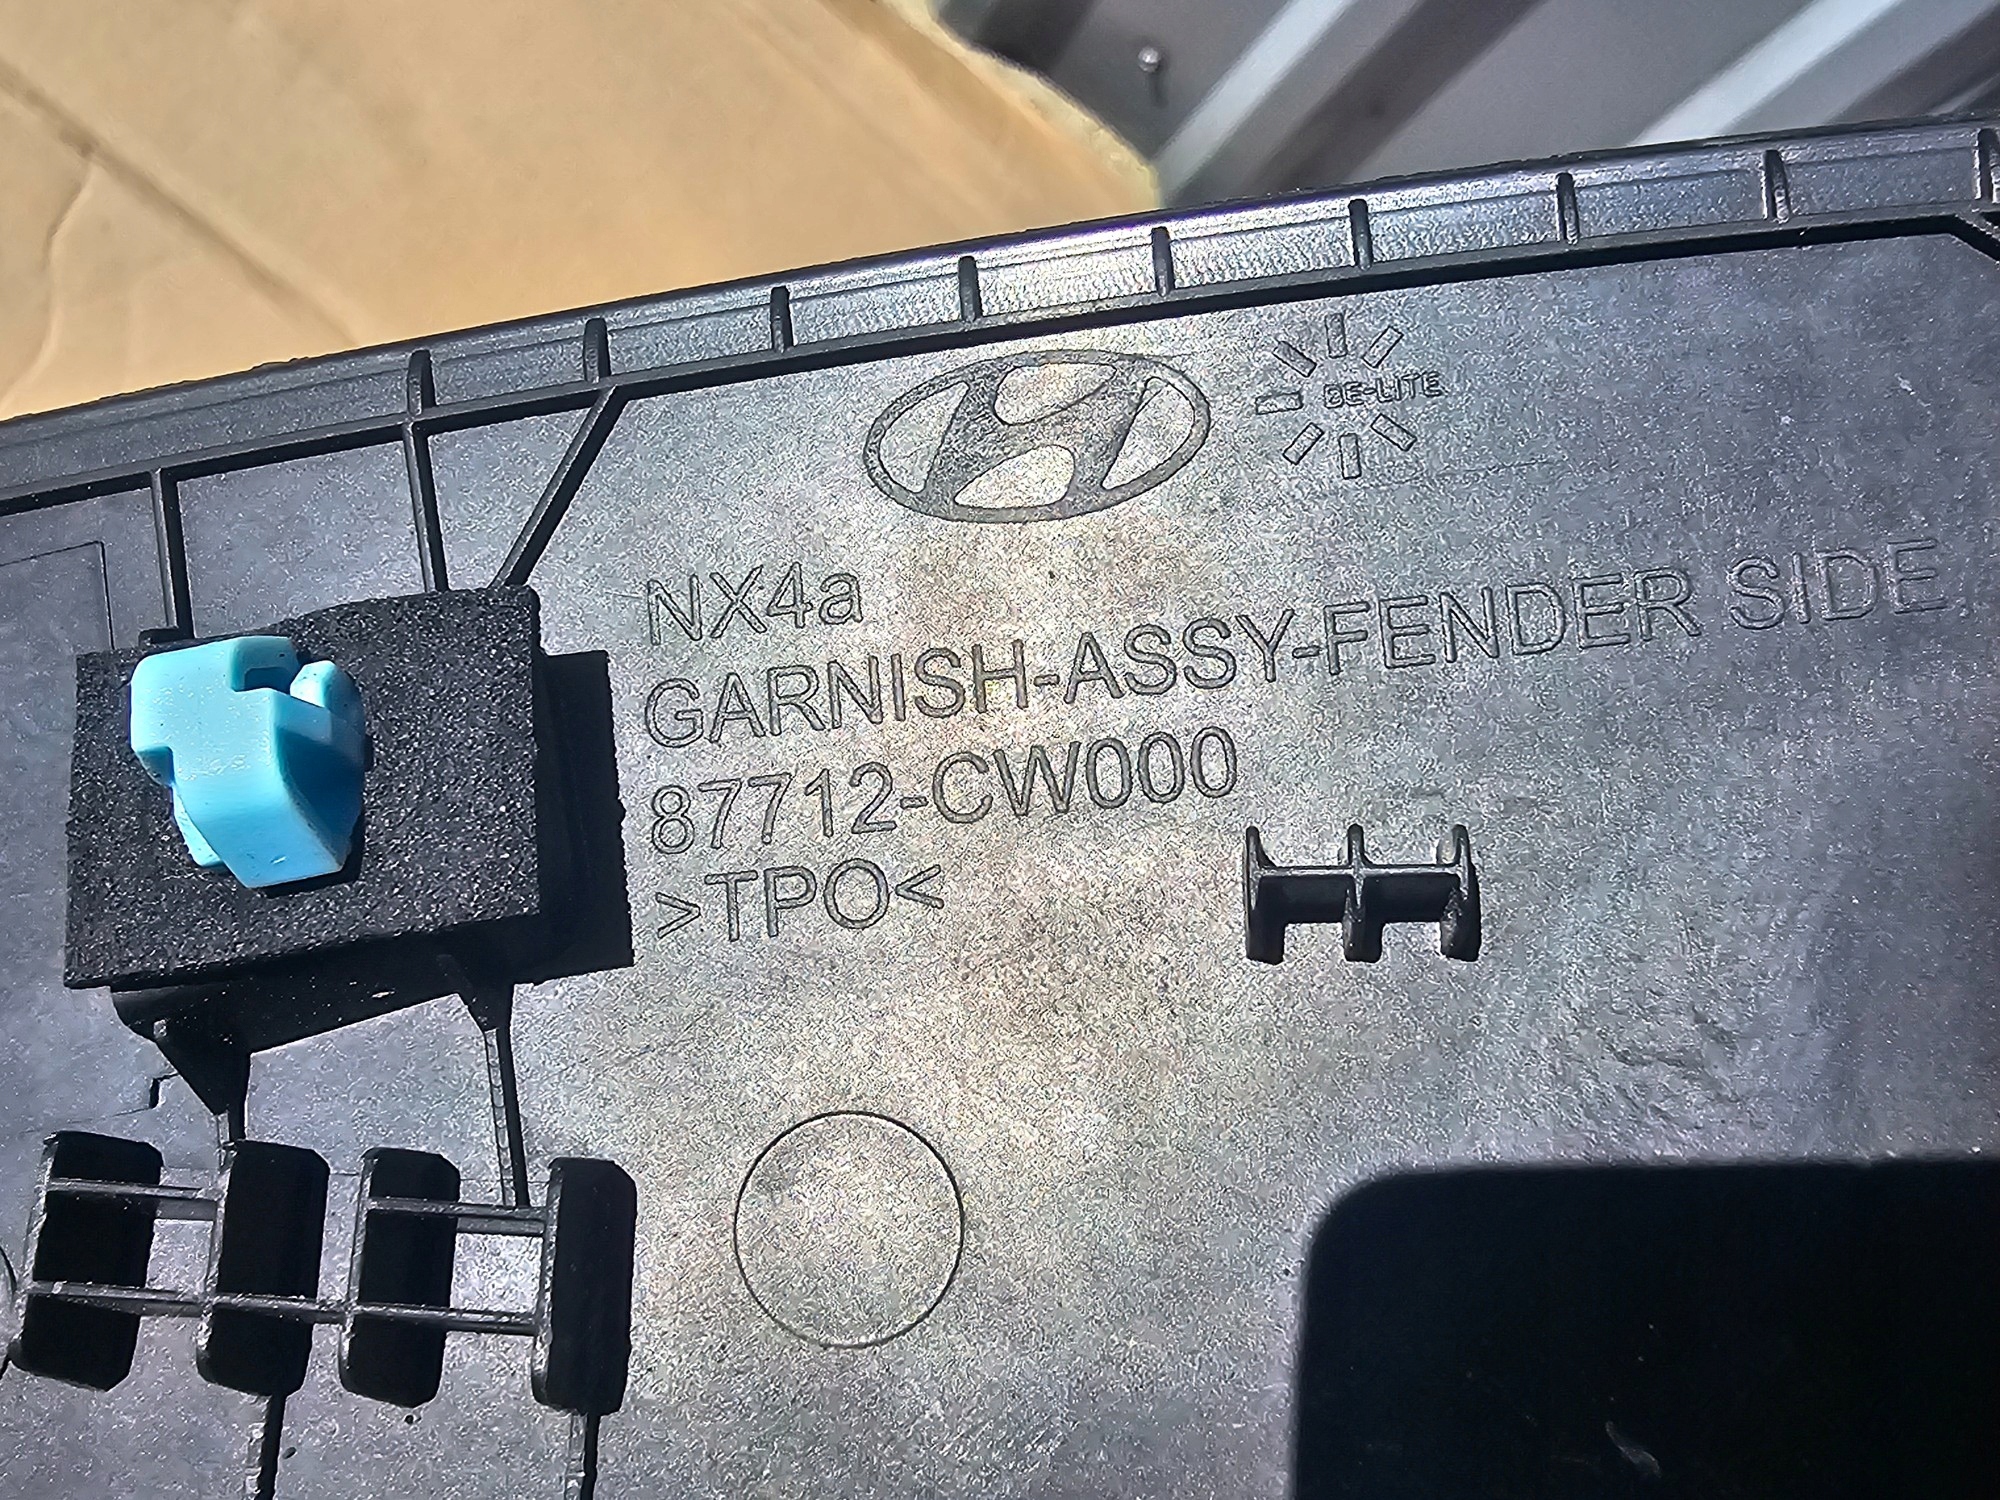 BE-LITE
NX4a
GARNISH-ASSY-FENDER SIDE,
87712-CW000
>TPO<